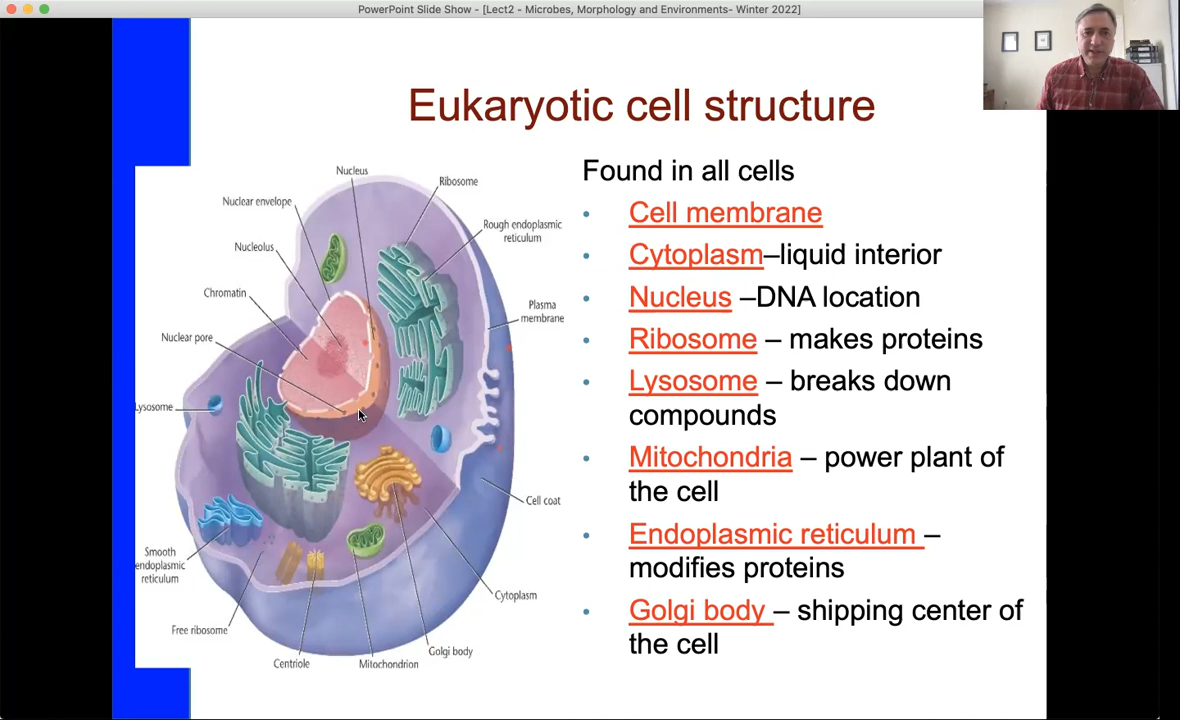 PowerPoint Slide Show - [Lect2 - Microbes, Morphology and Environments- Winter 2022]
Eukaryotic cell structure
Nucleus
Ribosome
Nuclear envelope
Rough endoplasmic
reticulum
Nucleolus
Chromatin
Plasma
membrane
Nuclear pore
Lysosome
Cell coat
Smooth
endoplasmic
reticulum
Cytoplasm
Free ribosome
Golgi body
Centriole
Mitochondrion
Found in all cells
• Cell membrane
• Cytoplasm–liquid interior
• Nucleus –DNA location
• Ribosome – makes proteins
• Lysosome – breaks down
compounds
• Mitochondria – power plant of
the cell
• Endoplasmic reticulum –
modifies proteins
• Golgi body – shipping center of
the cell